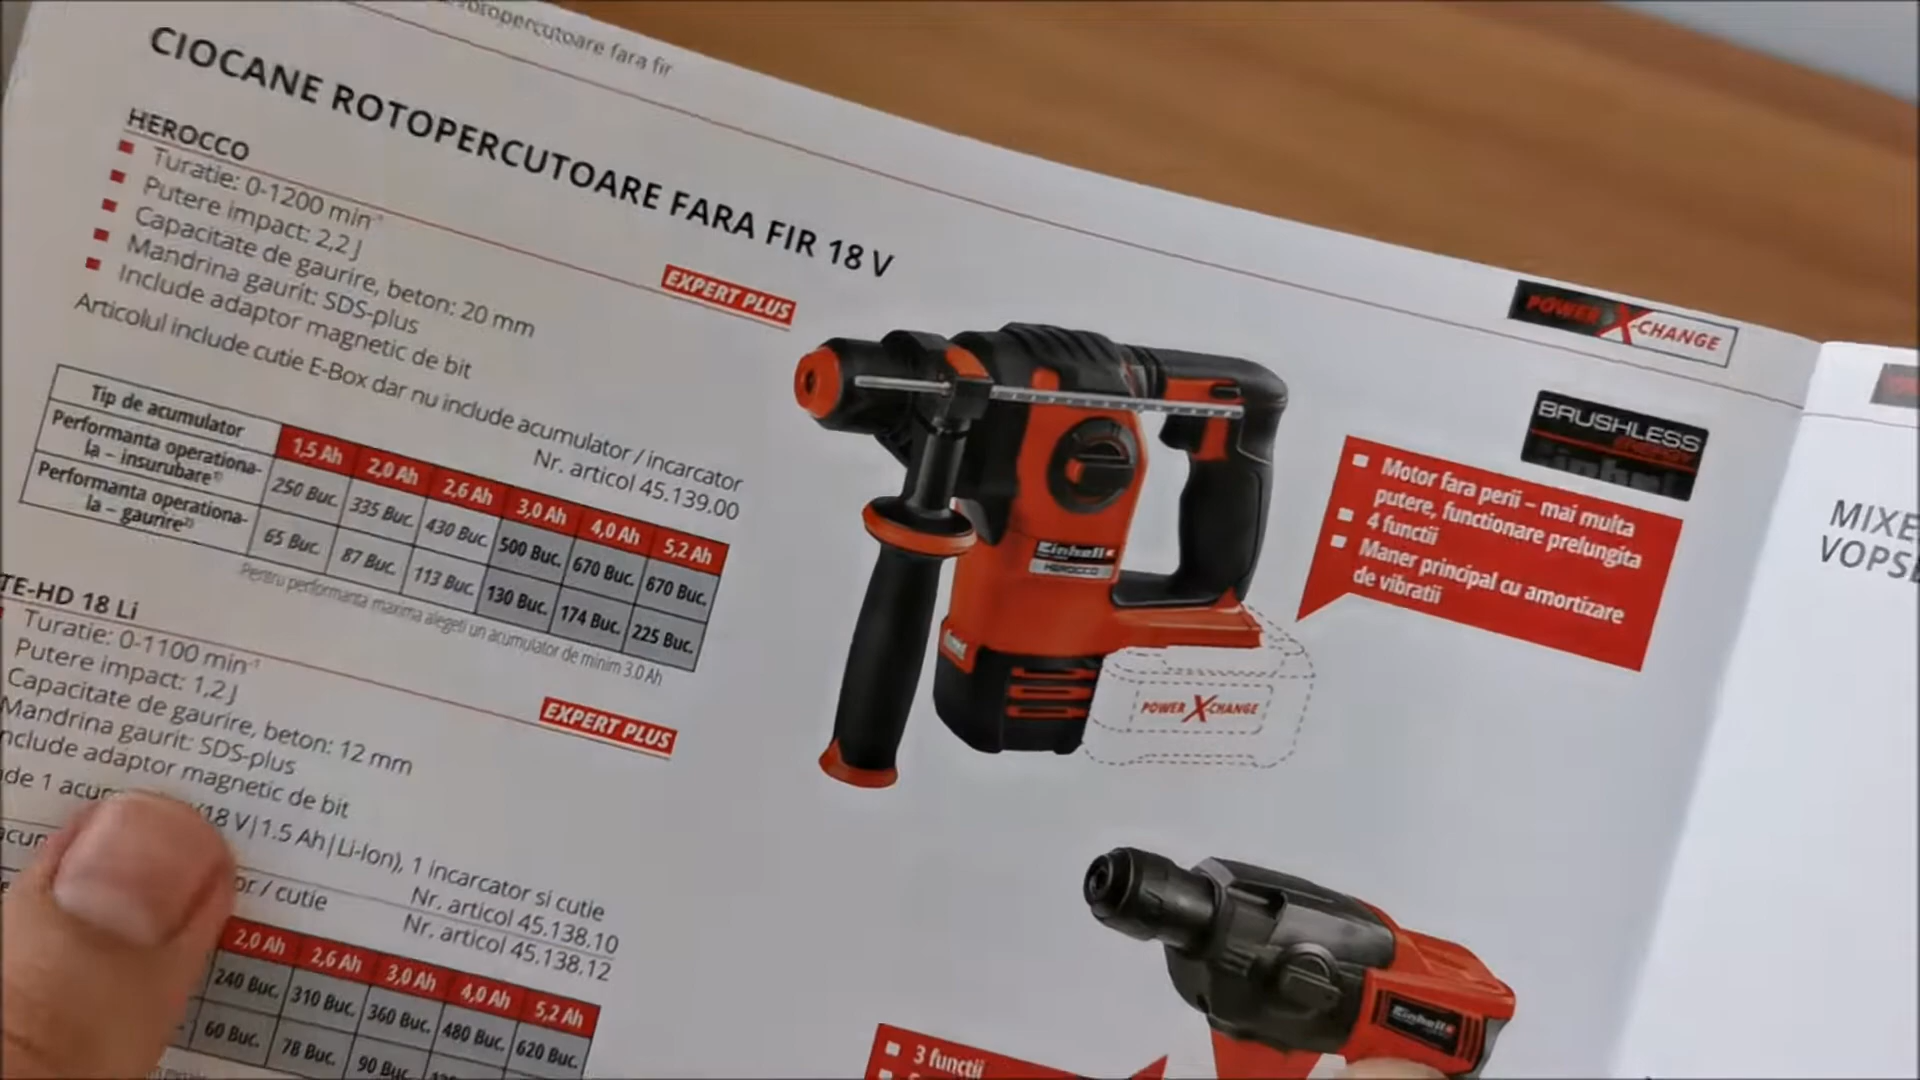 rotopercutoare fara fir
CIOCANE ROTOPERCUTOARE FARA FIR 18 V
HEROCCO
Turatie: 0-1200 min⁻¹
Putere impact: 2,2 J
Capacitate de gaurire, beton: 20 mm
Mandrina gaurit: SDS-plus
Include adaptor magnetic de bit
Articolul include cutie E-Box dar nu include acumulator / incarcator
Nr. articol 45.139.00
EXPERT PLUS
Tip de acumulator 1,5 Ah 2,0 Ah 2,6 Ah 3,0 Ah 4,0 Ah 5,2 Ah
Performanta operationa-
la – insurubare¹⁾ 250 Buc. 335 Buc. 430 Buc. 500 Buc. 670 Buc. 670 Buc.
Performanta operationa-
la – gaurire²⁾ 65 Buc. 87 Buc. 113 Buc. 130 Buc. 174 Buc. 225 Buc.
Pentru performanta maxima alegeti un acumulator de minim 3.0 Ah
POWER X-CHANGE
BRUSHLESS
Einhell
Motor fara perii – mai multa
putere, functionare prelungita
4 functii
Maner principal cu amortizare
de vibratii
Einhell
HEROCCO
Einhell
POWER X-CHANGE
MIXE
VOPSE
TE-HD 18 Li
Turatie: 0-1100 min⁻¹
Putere impact: 1,2 J
Capacitate de gaurire, beton: 12 mm
Mandrina gaurit: SDS-plus
nclude adaptor magnetic de bit
EXPERT PLUS
de 1 acu 18 V|1.5 Ah|Li-Ion), 1 incarcator si cutie
Nr. articol 45.138.10
/ cutie
Nr. articol 45.138.12
2,0 Ah 2,6 Ah 3,0 Ah 4,0 Ah 5,2 Ah
240 Buc. 310 Buc. 360 Buc. 480 Buc. 620 Buc.
60 Buc. 78 Buc. 90 Buc.
3 functii
Einhell